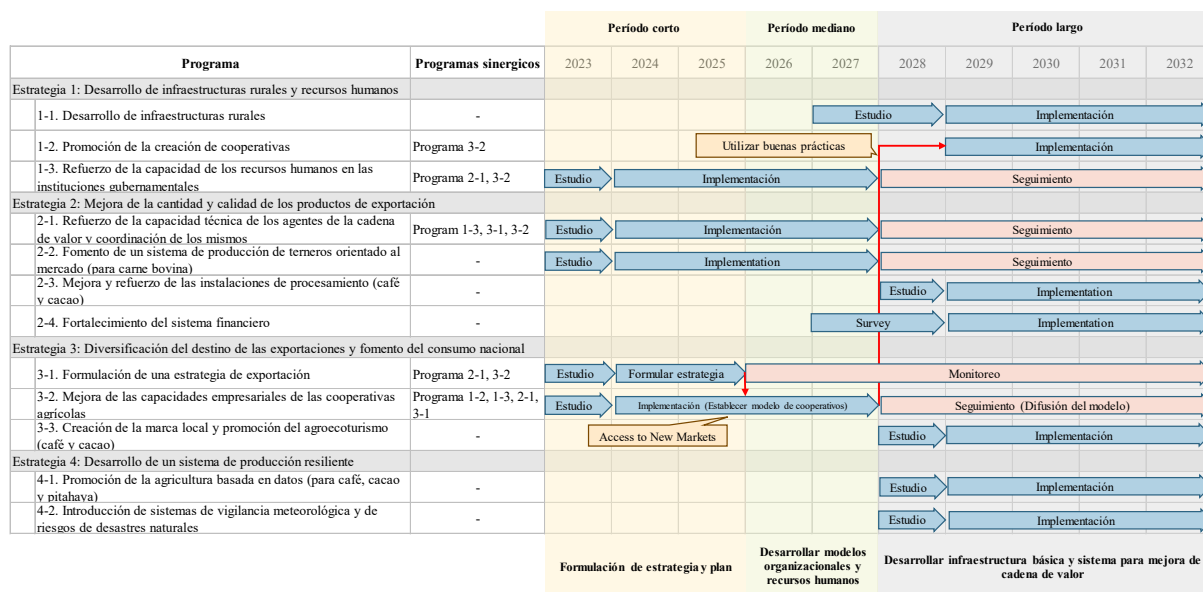 Período corto Período mediano Período largo
Programa Programas sinergicos 2023 2024 2025 2026 2027 2028 2029 2030 2031 2032
Estrategia 1: Desarrollo de infraestructuras rurales y recursos humanos
1-1. Desarrollo de infraestructuras rurales - Estudio Implementación
1-2. Promoción de la creación de cooperativas Programa 3-2 Utilizar buenas prácticas Implementación
1-3. Refuerzo de la capacidad de los recursos humanos en las
instituciones gubernamentales Programa 2-1, 3-2 Estudio Implementación Seguimiento
Estrategia 2: Mejora de la cantidad y calidad de los productos de exportación
2-1. Refuerzo de la capacidad técnica de los agentes de la cadena
de valor y coordinación de los mismos Program 1-3, 3-1, 3-2 Estudio Implementación Seguimiento
2-2. Fomento de un sistema de producción de terneros orientado al
mercado (para carne bovina) - Estudio Implementation Seguimiento
2-3. Mejora y refuerzo de las instalaciones de procesamiento (café
y cacao) - Estudio Implementation
2-4. Fortalecimiento del sistema financiero - Survey Implementation
Estrategia 3: Diversificación del destino de las exportaciones y fomento del consumo nacional
3-1. Formulación de una estrategia de exportación Programa 2-1, 3-2 Estudio Formular estrategia Monitoreo
3-2. Mejora de las capacidades empresariales de las cooperativas
agrícolas Programa 1-2, 1-3, 2-1,
3-1 Estudio Implementación (Establecer modelo de cooperativos) Seguimiento (Difusión del modelo)
3-3. Creación de la marca local y promoción del agroecoturismo
(café y cacao) - Access to New Markets Estudio Implementación
Estrategia 4: Desarrollo de un sistema de producción resiliente
4-1. Promoción de la agricultura basada en datos (para café, cacao
y pitahaya) - Estudio Implementación
4-2. Introducción de sistemas de vigilancia meteorológica y de
riesgos de desastres naturales - Estudio Implementación
Formulación de estrategia y plan
Desarrollar modelos
organizacionales y
recursos humanos
Desarrollar infraestructura básica y sistema para mejora de
cadena de valor